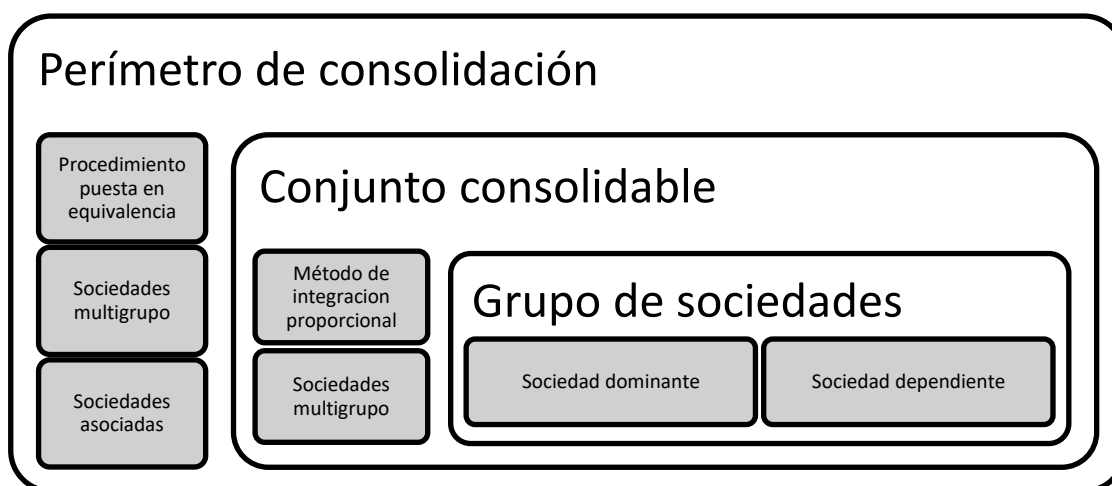 Perímetro de consolidación
Procedimiento
puesta en
equivalencia
Sociedades
multigrupo
Sociedades
asociadas
Conjunto consolidable
Método de
integracion
proporcional
Sociedades
multigrupo
Grupo de sociedades
Sociedad dominante
Sociedad dependiente